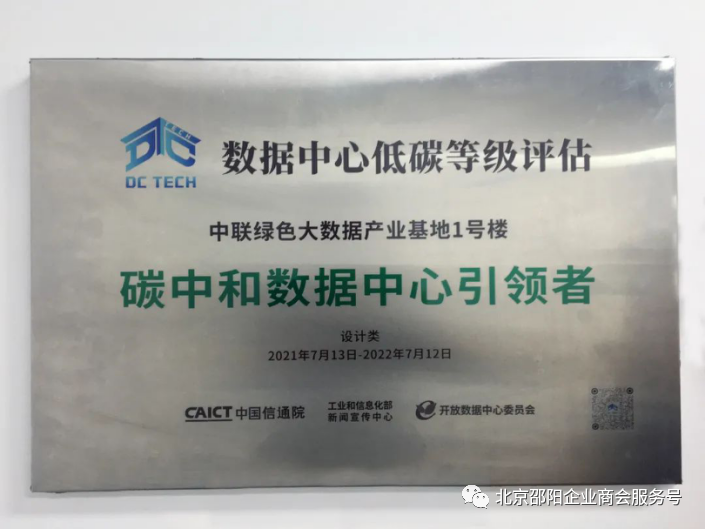 TECH
DC
DC TECH
数据中心低碳等级评估
中联绿色大数据产业基地1号楼
碳中和数据中心引领者
设计类
2021年7月13日-2022年7月12日
CAICT 中国信通院
工业和信息化部
新闻宣传中心
开放数据中心委员会
北京邵阳企业商会服务号